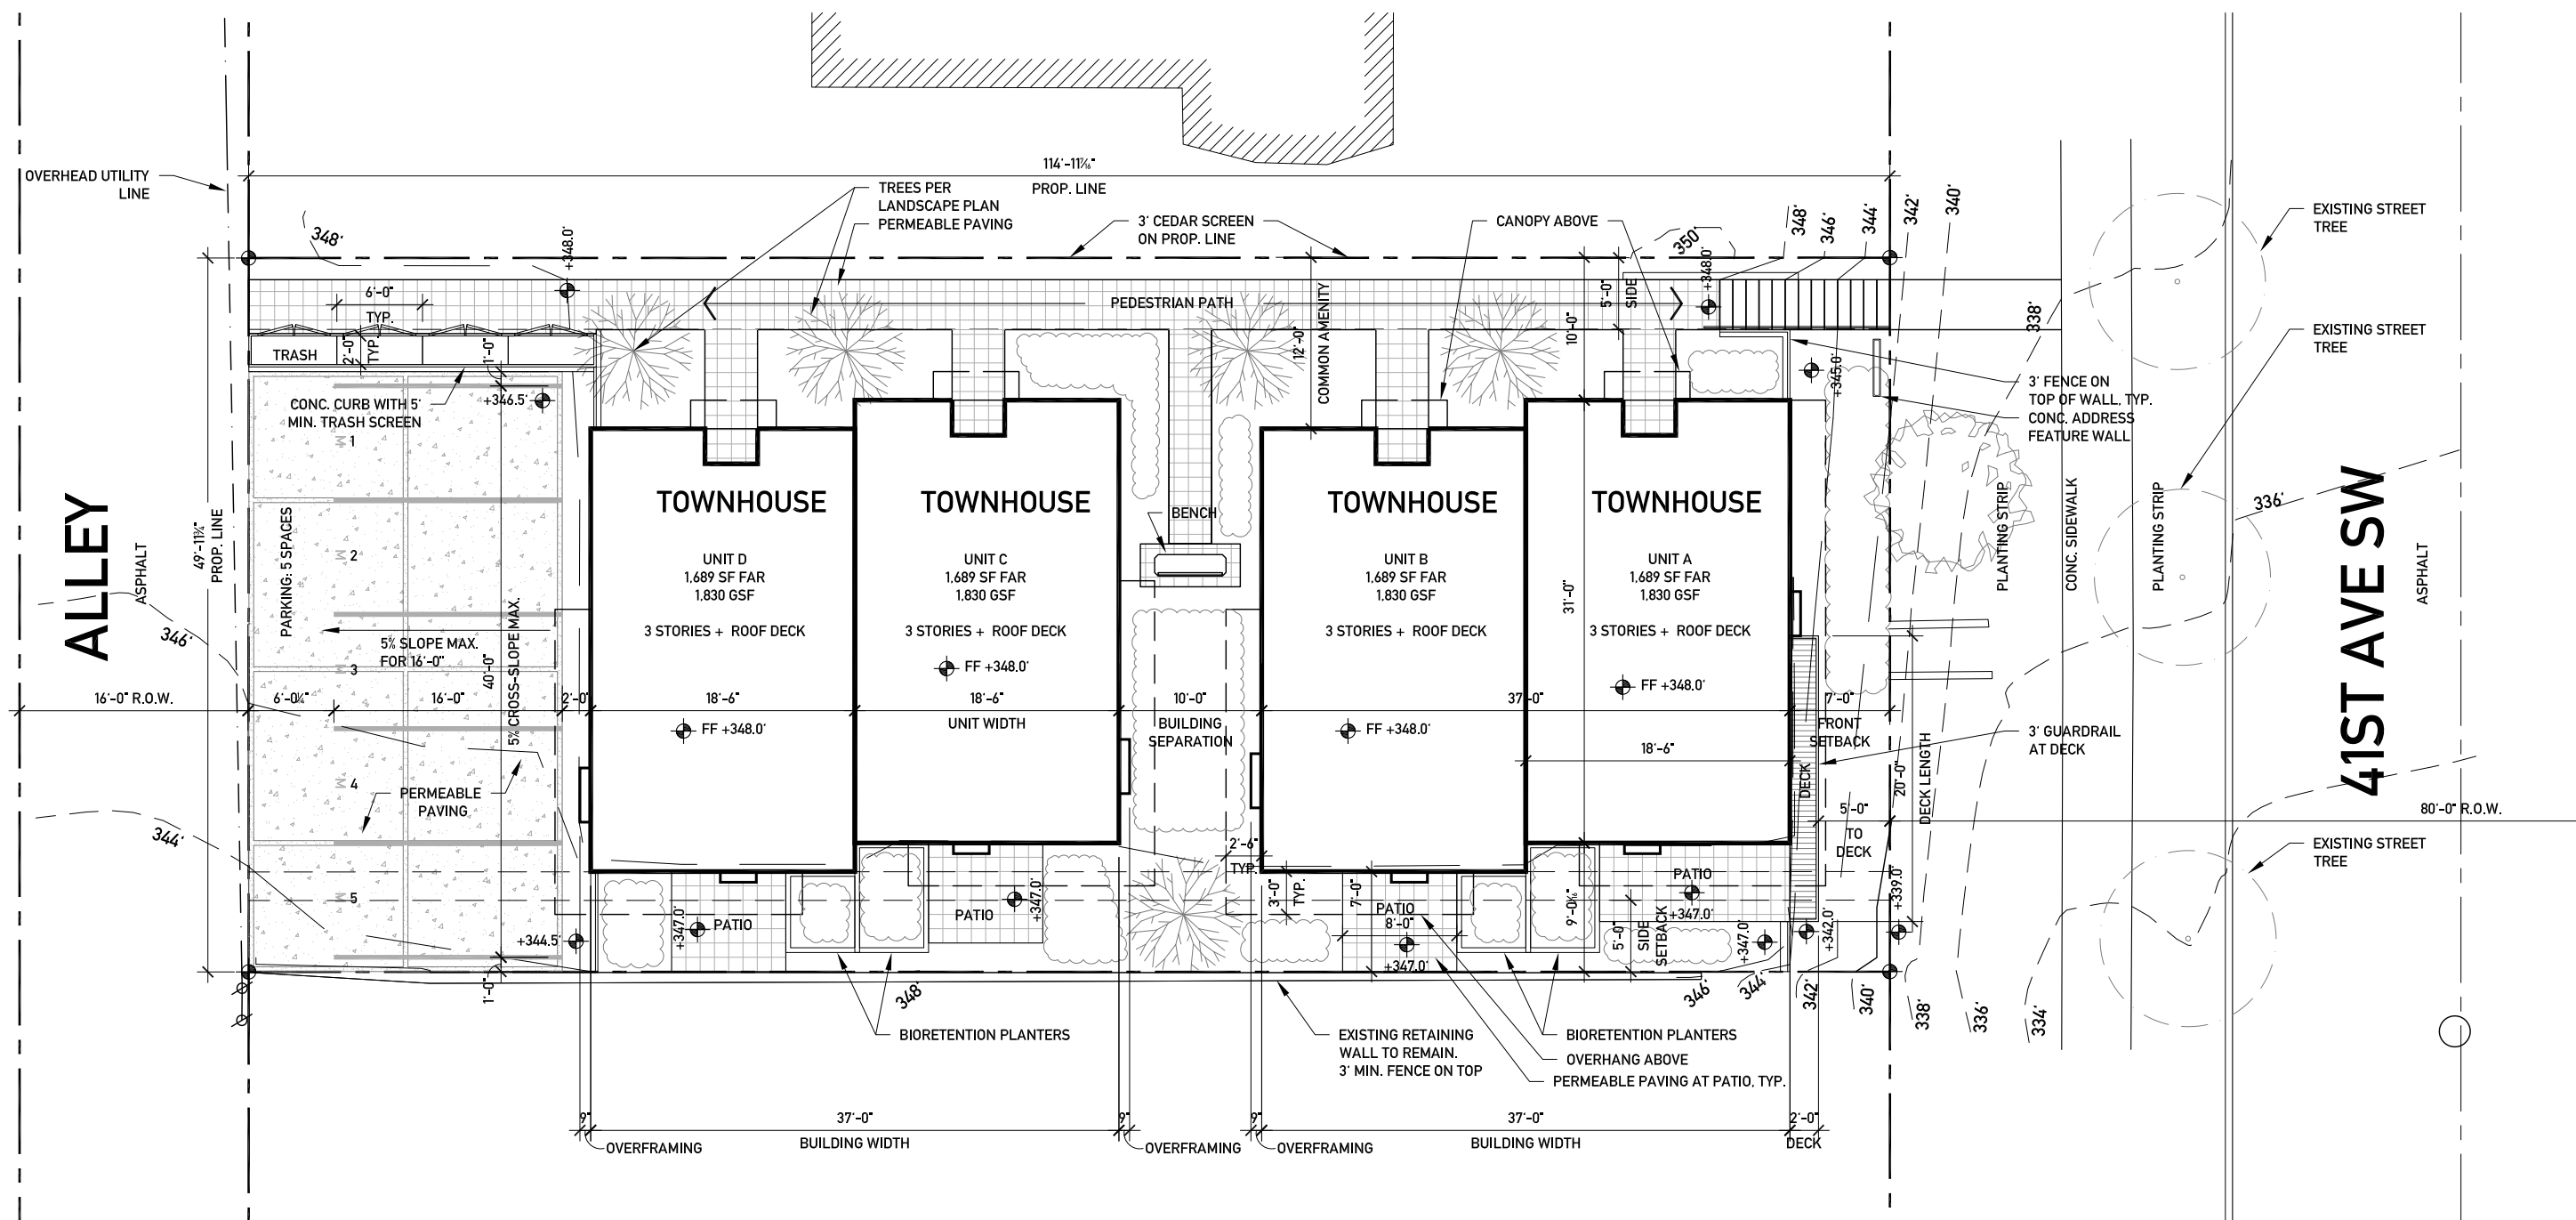 114'-11⅞₆"
PROP. LINE
OVERHEAD UTILITY
LINE
TREES PER
LANDSCAPE PLAN
PERMEABLE PAVING
3' CEDAR SCREEN
ON PROP. LINE
CANOPY ABOVE
348'
346'
344'
342'
340'
EXISTING STREET
TREE
348'
+348.0'
350'
+348.0'
6'-0"
TYP.
PEDESTRIAN PATH
COMMON AMENITY
12'-0"
10'-0"
5'-0"
SIDE
338'
EXISTING STREET
TREE
TRASH
2'-0"
TYP.
1'-0"
CONC. CURB WITH 5'
MIN. TRASH SCREEN
+346.5'
+345.0'
3' FENCE ON
TOP OF WALL, TYP.
CONC. ADDRESS
FEATURE WALL
ALLEY
ASPHALT
49'-11¾"
PROP. LINE
PARKING: 5 SPACES
M 1
M 2
M 3
M 4
M 5
TOWNHOUSE
UNIT D
1,689 SF FAR
1,830 GSF
3 STORIES + ROOF DECK
FF +348.0'
TOWNHOUSE
UNIT C
1,689 SF FAR
1,830 GSF
3 STORIES + ROOF DECK
FF +348.0'
BENCH
TOWNHOUSE
UNIT B
1,689 SF FAR
1,830 GSF
3 STORIES + ROOF DECK
FF +348.0'
TOWNHOUSE
UNIT A
1,689 SF FAR
1,830 GSF
3 STORIES + ROOF DECK
FF +348.0'
31'-0"
PLANTING STRIP
CONC. SIDEWALK
PLANTING STRIP
336'
41ST AVE SW
ASPHALT
346'
5% SLOPE MAX.
FOR 16'-0"
40'-0"
5% CROSS-SLOPE MAX.
16'-0" R.O.W.
6'-0¼"
16'-0"
2'-0"
18'-6"
18'-6"
UNIT WIDTH
10'-0"
BUILDING
SEPARATION
37'-0"
18'-6"
7'-0"
FRONT
SETBACK
3' GUARDRAIL
AT DECK
DECK
20'-0"
DECK LENGTH
5'-0"
TO
DECK
80'-0" R.O.W.
PERMEABLE
PAVING
344'
2'-6"
TYP.
3'-0"
TYP.
7'-0"
EXISTING STREET
TREE
+344.5'
+347.0'
PATIO
PATIO
+347.0'
PATIO
8'-0"
+347.0'
PATIO
+347.0'
5'-0"
SIDE
SETBACK
+347.0'
+342.0'
+339.0'
1'-0"
348'
346'
344'
342'
340'
338'
336'
334'
BIORETENTION PLANTERS
EXISTING RETAINING
WALL TO REMAIN.
3' MIN. FENCE ON TOP
BIORETENTION PLANTERS
OVERHANG ABOVE
PERMEABLE PAVING AT PATIO, TYP.
9"
37'-0"
9"
9"
37'-0"
2'-0"
OVERFRAMING
BUILDING WIDTH
OVERFRAMING
OVERFRAMING
BUILDING WIDTH
DECK